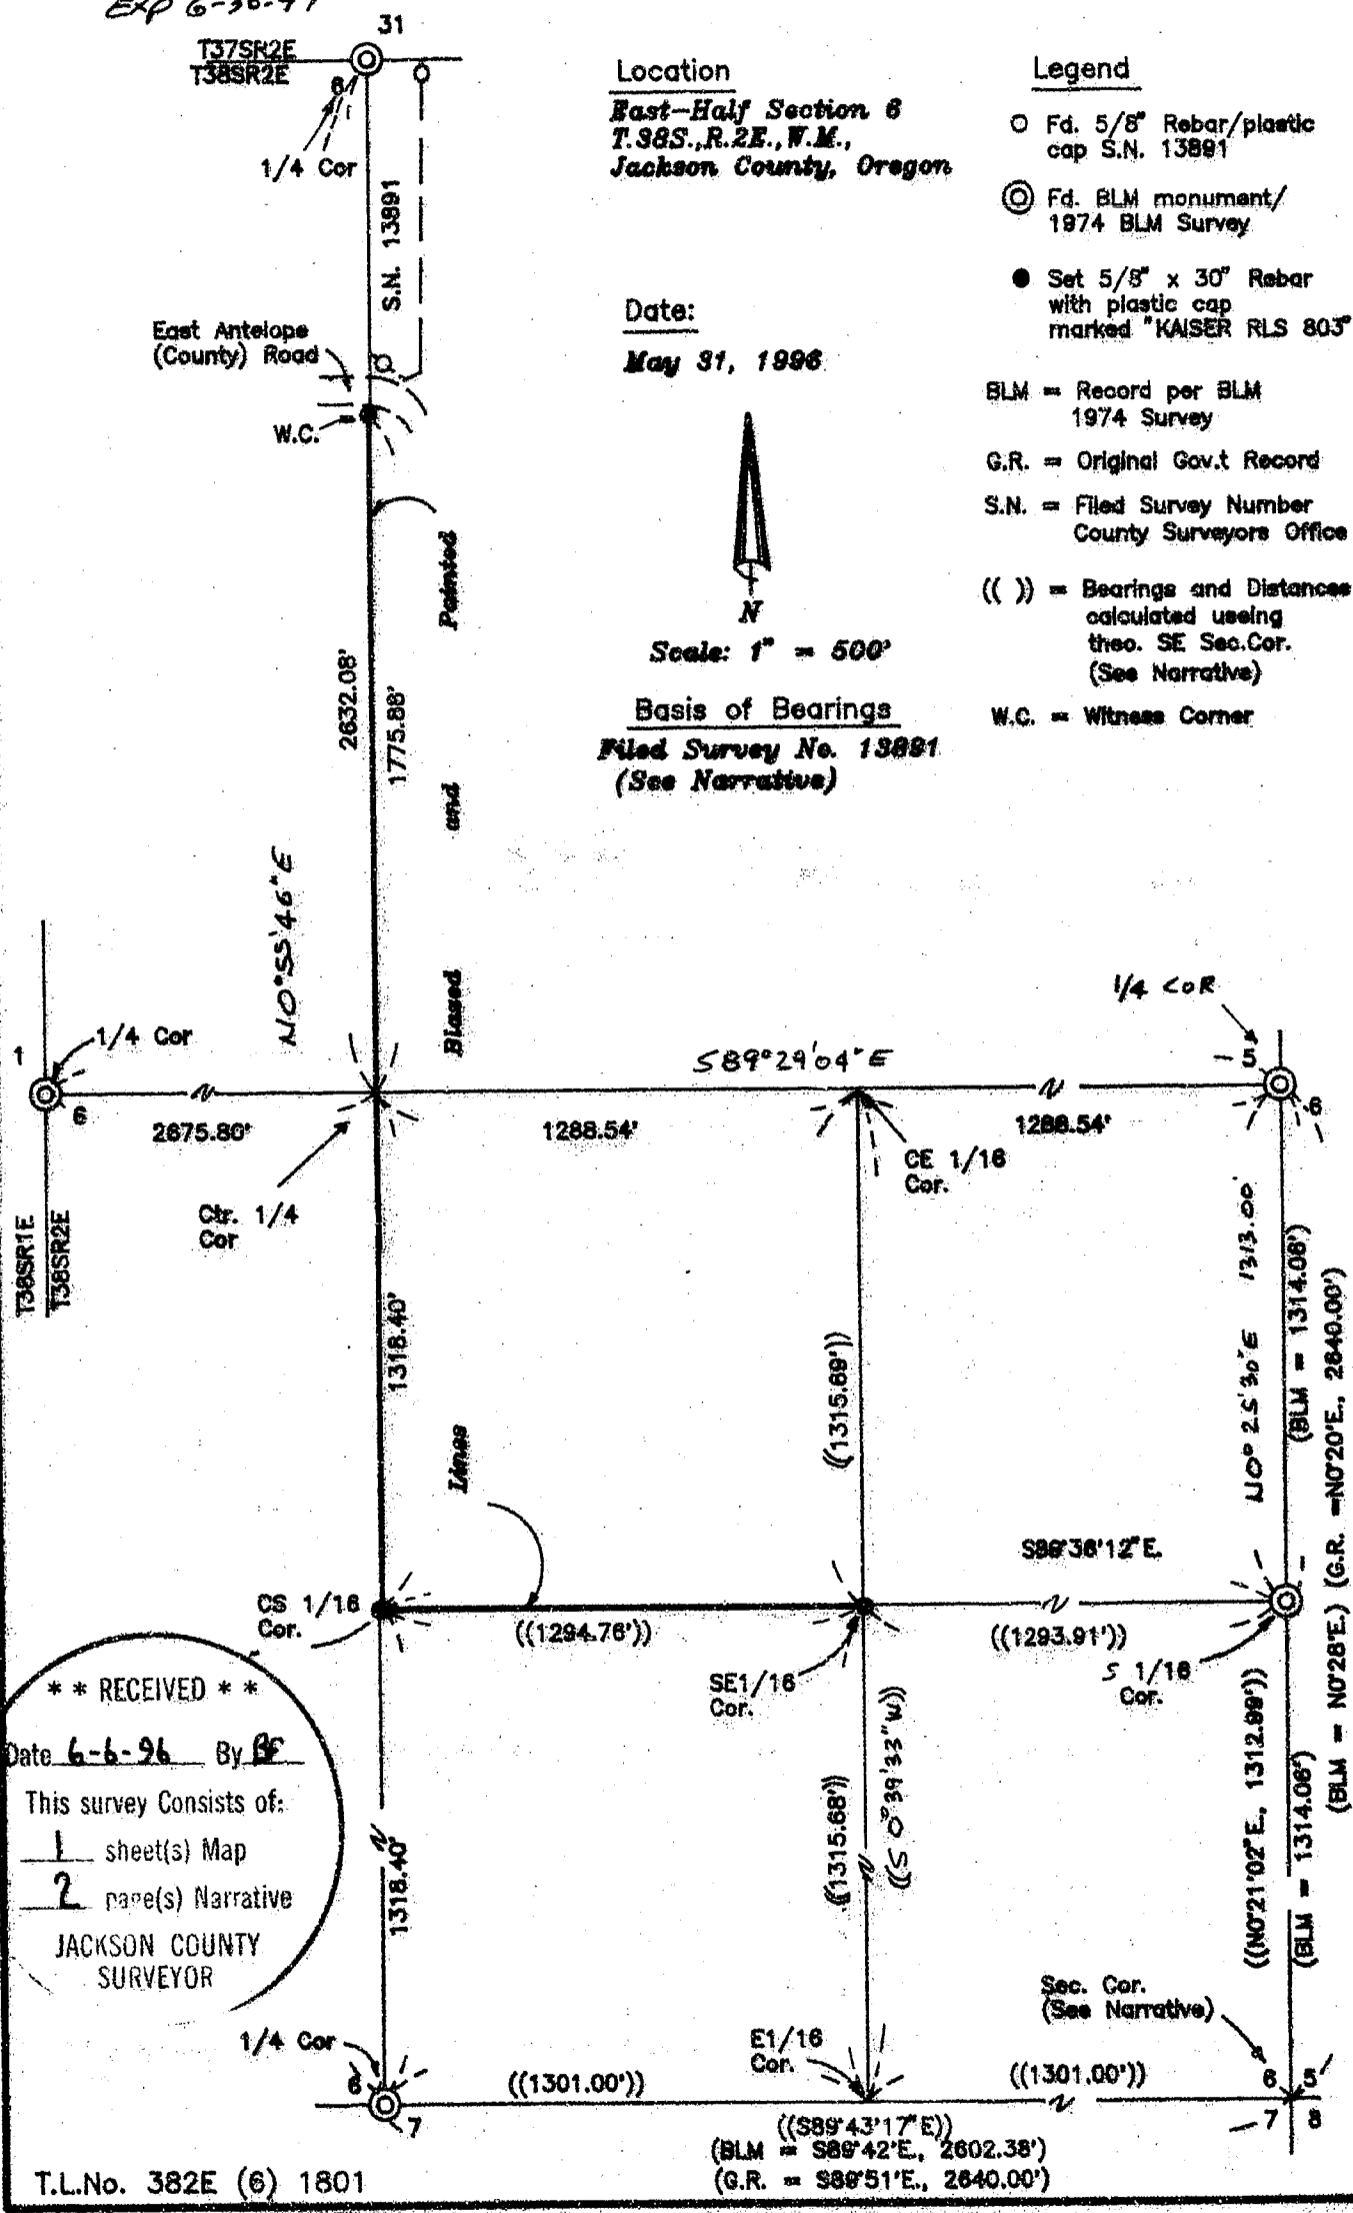 Exp 6-30-97
31
T37SR2E
T38SR2E
6
1/4 Cor
S.N. 13891
East Antelope
(County) Road
W.C.
Location
East-Half Section 6
T.38S.,R.2E.,W.M.,
Jackson County, Oregon
Date:
May 31, 1996
N
Scale: 1" = 500'
Basis of Bearings
Filed Survey No. 13891
(See Narrative)
Legend
Fd. 5/8" Rebar/plastic
cap S.N. 13891
Fd. BLM monument/
1974 BLM Survey
Set 5/8" x 30" Rebar
with plastic cap
marked "KAISER RLS 803"
BLM = Record per BLM
1974 Survey
G.R. = Original Gov.t Record
S.N. = Filed Survey Number
County Surveyors Office
(( )) = Bearings and Distances
calculated useing
theo. SE Sec.Cor.
(See Narrative)
W.C. = Witness Corner
2632.08'
1775.88'
N0°55'46"E
Painted
and
Blazed
Lines
1
1/4 Cor
6
2675.80'
T38SR1E
T38SR2E
Ctr. 1/4
Cor
S89°29'04"E
1288.54'
1288.54'
CE 1/16
Cor.
1/4 COR
5
6
1318.40'
((1315.69'))
N0°25'30"E 1313.00'
(BLM = 1314.06')
(BLM = N0°28'E.) (G.R. =N0°20'E., 2640.00')
S89°36'12"E.
CS 1/16
Cor.
((1294.76'))
((1293.91'))
SE1/16
Cor.
S 1/16
Cor.
1318.40'
((1315.68'))
((S 0°39'33"W))
((N0°21'02"E, 1312.99'))
(BLM = 1314.06')
* * RECEIVED * *
Date 6-6-96 By BF
This survey Consists of:
1 sheet(s) Map
2 page(s) Narrative
JACKSON COUNTY
SURVEYOR
1/4 Cor
6
7
((1301.00'))
E1/16
Cor.
((1301.00'))
Sec. Cor.
(See Narrative)
6 5
7 8
((S89°43'17"E))
(BLM = S89°42'E., 2602.38')
(G.R. = S89°51'E., 2640.00')
T.L.No. 382E (6) 1801